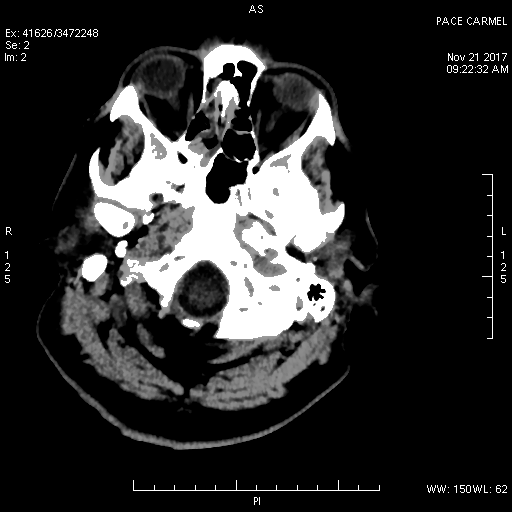 AS
Ex: 41626/3472248
Se: 2
Im: 2
PACE CARMEL
Nov 21 2017
09:22:32 AM
R
1
2
5
L
1
2
5
WW: 150WL: 62
PI